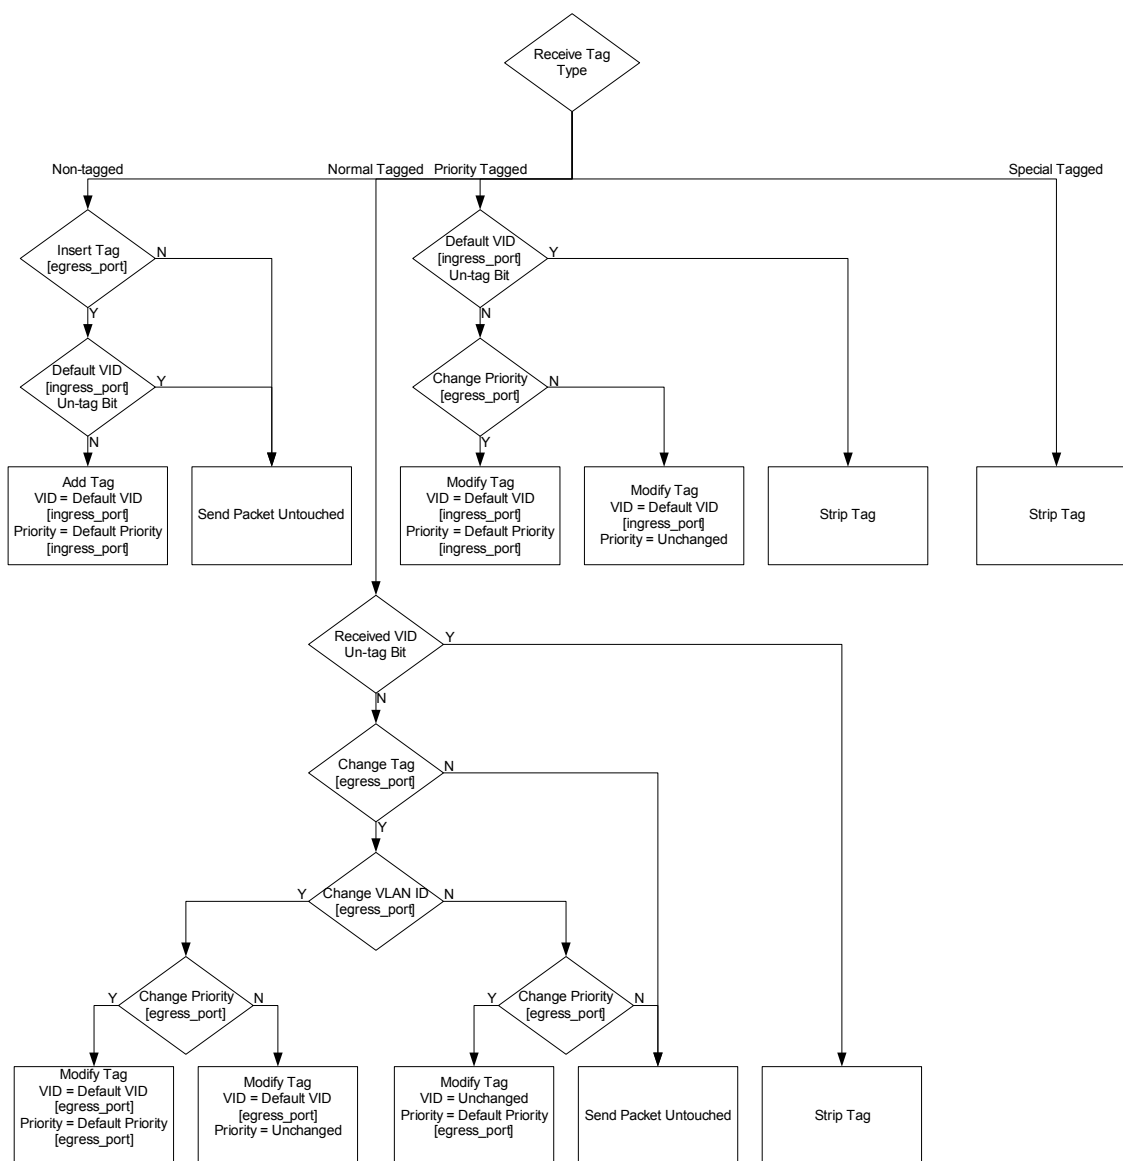 Receive Tag
Type
Non-tagged
Normal Tagged
Priority Tagged
Special Tagged
Insert Tag
[egress_port]
N
Y
Default VID
[ingress_port]
Un-tag Bit
Y
N
Default VID
[ingress_port]
Un-tag Bit
Y
N
Change Priority
[egress_port]
N
Y
Add Tag
VID = Default VID
[ingress_port]
Priority = Default Priority
[ingress_port]
Send Packet Untouched
Modify Tag
VID = Default VID
[ingress_port]
Priority = Default Priority
[ingress_port]
Modify Tag
VID = Default VID
[ingress_port]
Priority = Unchanged
Strip Tag
Strip Tag
Received VID
Un-tag Bit
Y
N
Change Tag
[egress_port]
N
Y
Change VLAN ID
[egress_port]
Y
N
Change Priority
[egress_port]
Y
N
Change Priority
[egress_port]
Y
N
Modify Tag
VID = Default VID
[egress_port]
Priority = Default Priority
[egress_port]
Modify Tag
VID = Default VID
[egress_port]
Priority = Unchanged
Modify Tag
VID = Unchanged
Priority = Default Priority
[egress_port]
Send Packet Untouched
Strip Tag